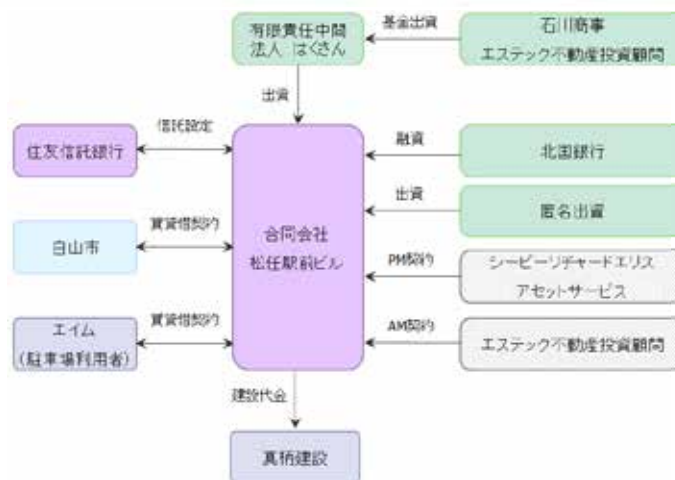 有限責任中間
法人 はくさん
基金出資
石川商事
エステック不動産投資顧問
出資
住友信託銀行
信託設定
合同会社
松任駅前ビル
融資
北国銀行
出資
匿名出資
白山市
賃貸借契約
PM契約
シービーリチャードエリス
アセットサービス
エイム
(駐車場利用者)
賃貸借契約
AM契約
エステック不動産投資顧問
建設代金
真柄建設